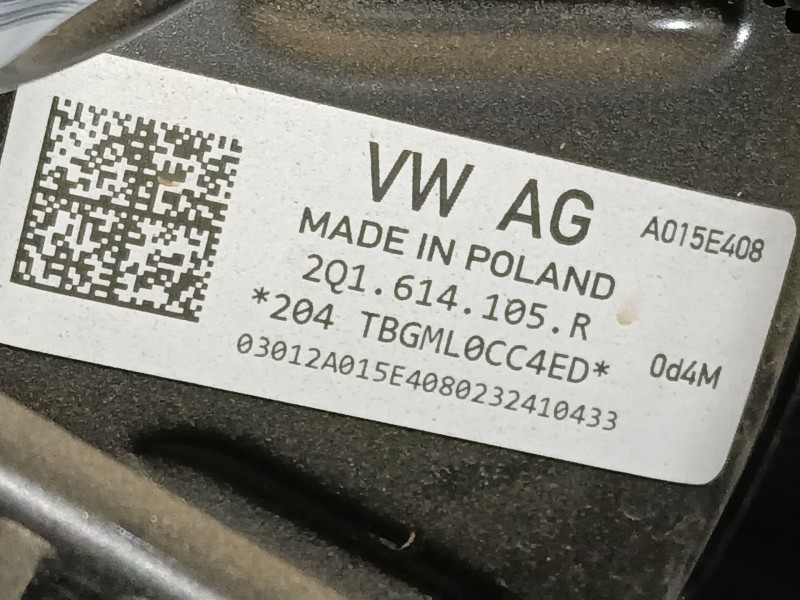 VW AG
A015E408
MADE IN POLAND
2Q1.614.105.R
*204 TBGML0CC4ED*
0d4M
03012A015E4080232410433